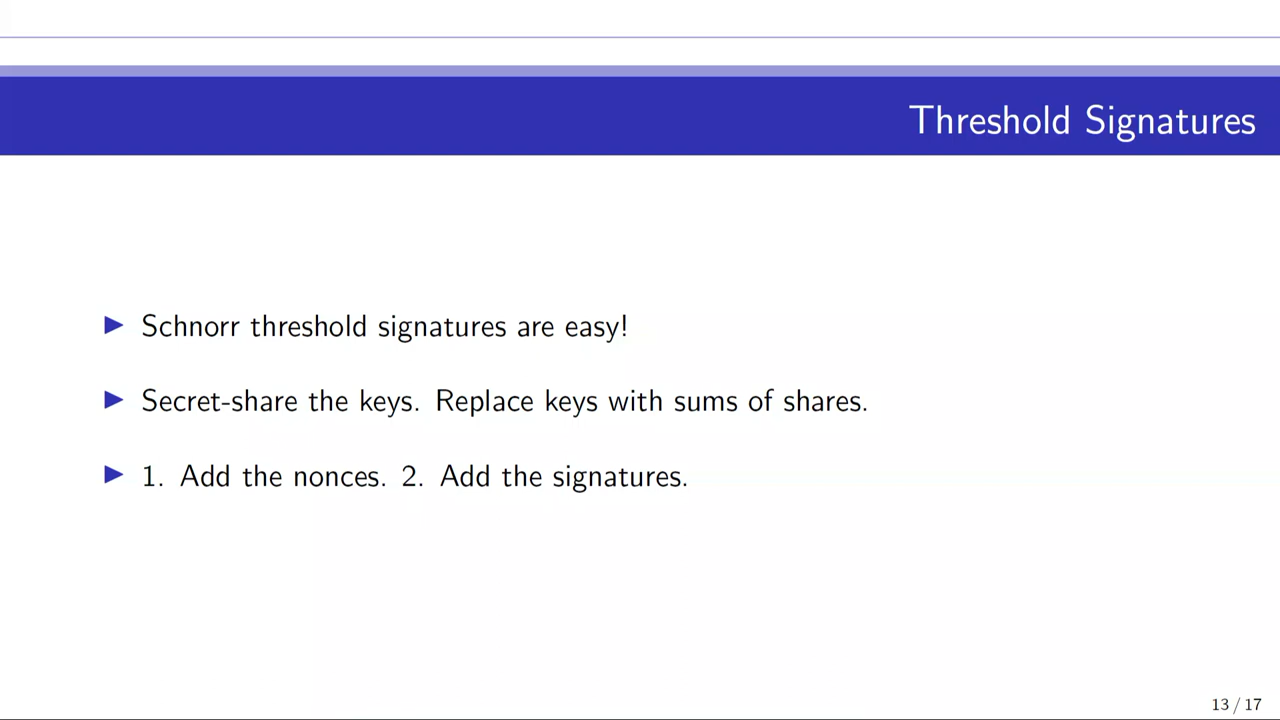 Threshold Signatures
▶ Schnorr threshold signatures are easy!
▶ Secret-share the keys. Replace keys with sums of shares.
▶ 1. Add the nonces. 2. Add the signatures.
13 / 17